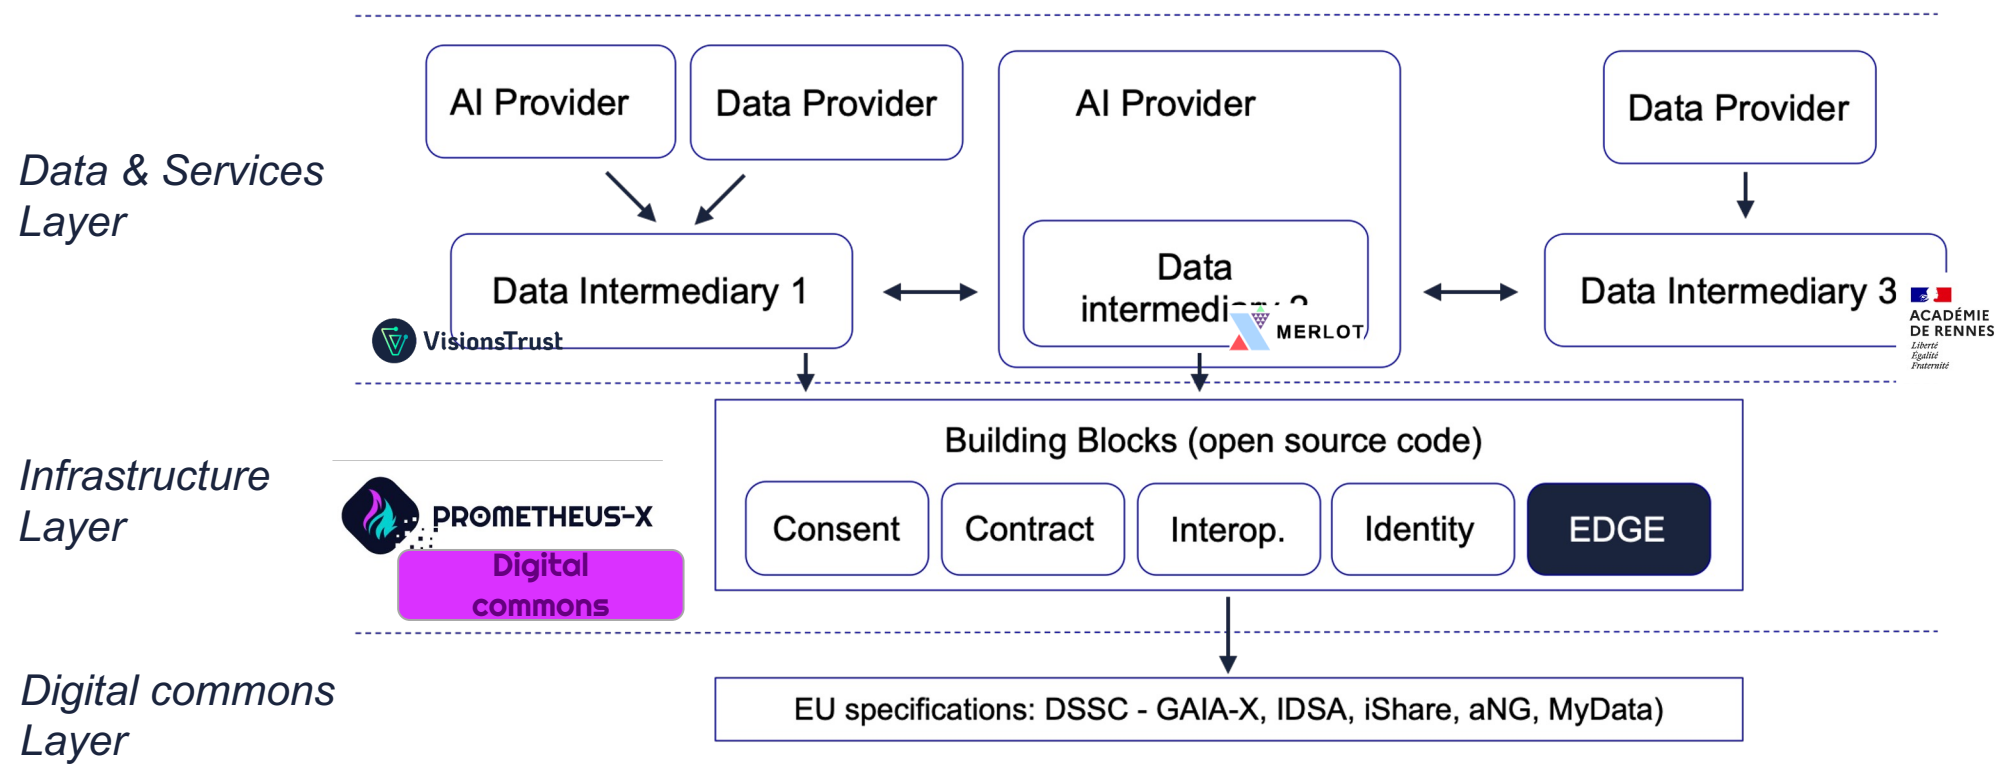 AI Provider
Data Provider
AI Provider
Data Provider
Data & Services
Layer
Data Intermediary 1
Data
intermediary 2
Data Intermediary 3
VisionsTrust
MERLOT
ACADÉMIE
DE RENNES
Liberté
Égalité
Fraternité
Infrastructure
Layer
PROMETHEUS-X
Digital
commons
Building Blocks (open source code)
Consent
Contract
Interop.
Identity
EDGE
Digital commons
Layer
EU specifications: DSSC - GAIA-X, IDSA, iShare, aNG, MyData)